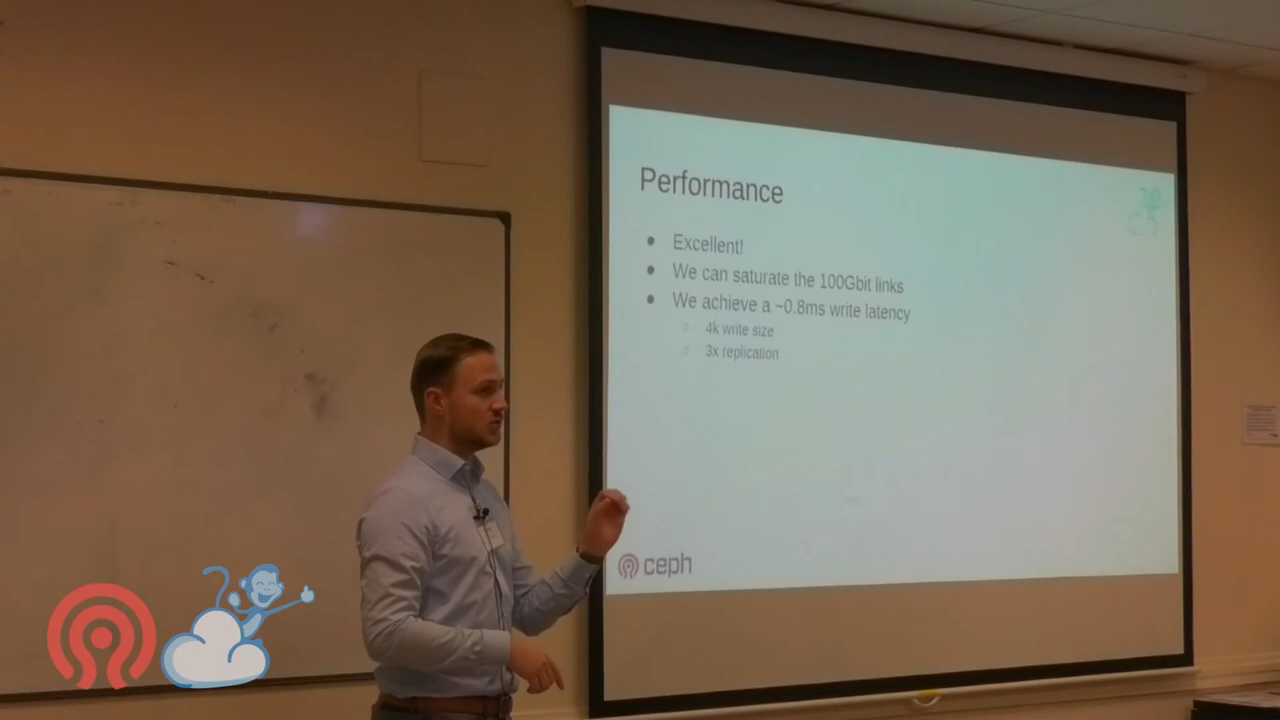 Performance
Excellent!
We can saturate the 100Gbit links
We achieve a ~0.8ms write latency
4k write size
3x replication
ceph